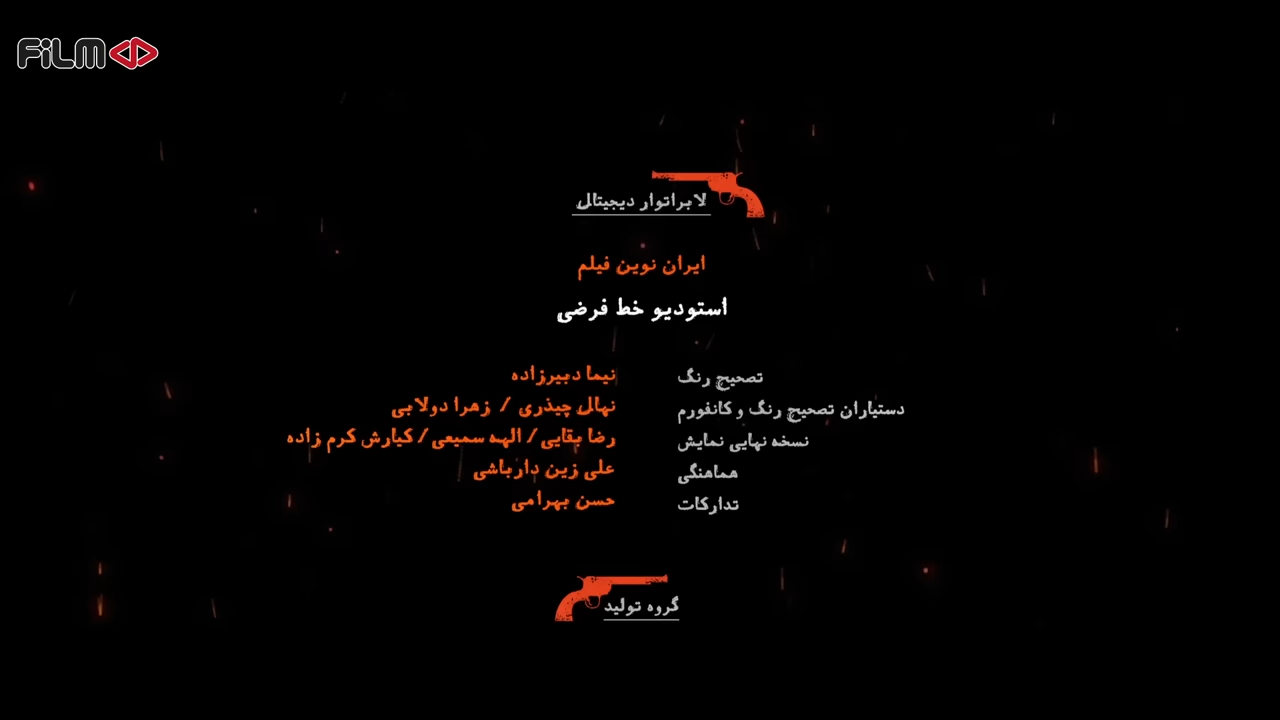 FiLM
لابراتوار دیجیتال
ایران نوین فیلم
استودیو خط فرضی
تصحیح رنگ نیما دبیرزاده
دستیاران تصحیح رنگ و کانفورم نهال چیذری / زهرا دولابی
نسخه نهایی نمایش رضا بقایی / الهه سمیعی / کیارش کرم زاده
هماهنگی علی زین دارباشی
تدارکات حسن بهرامی
گروه تولید